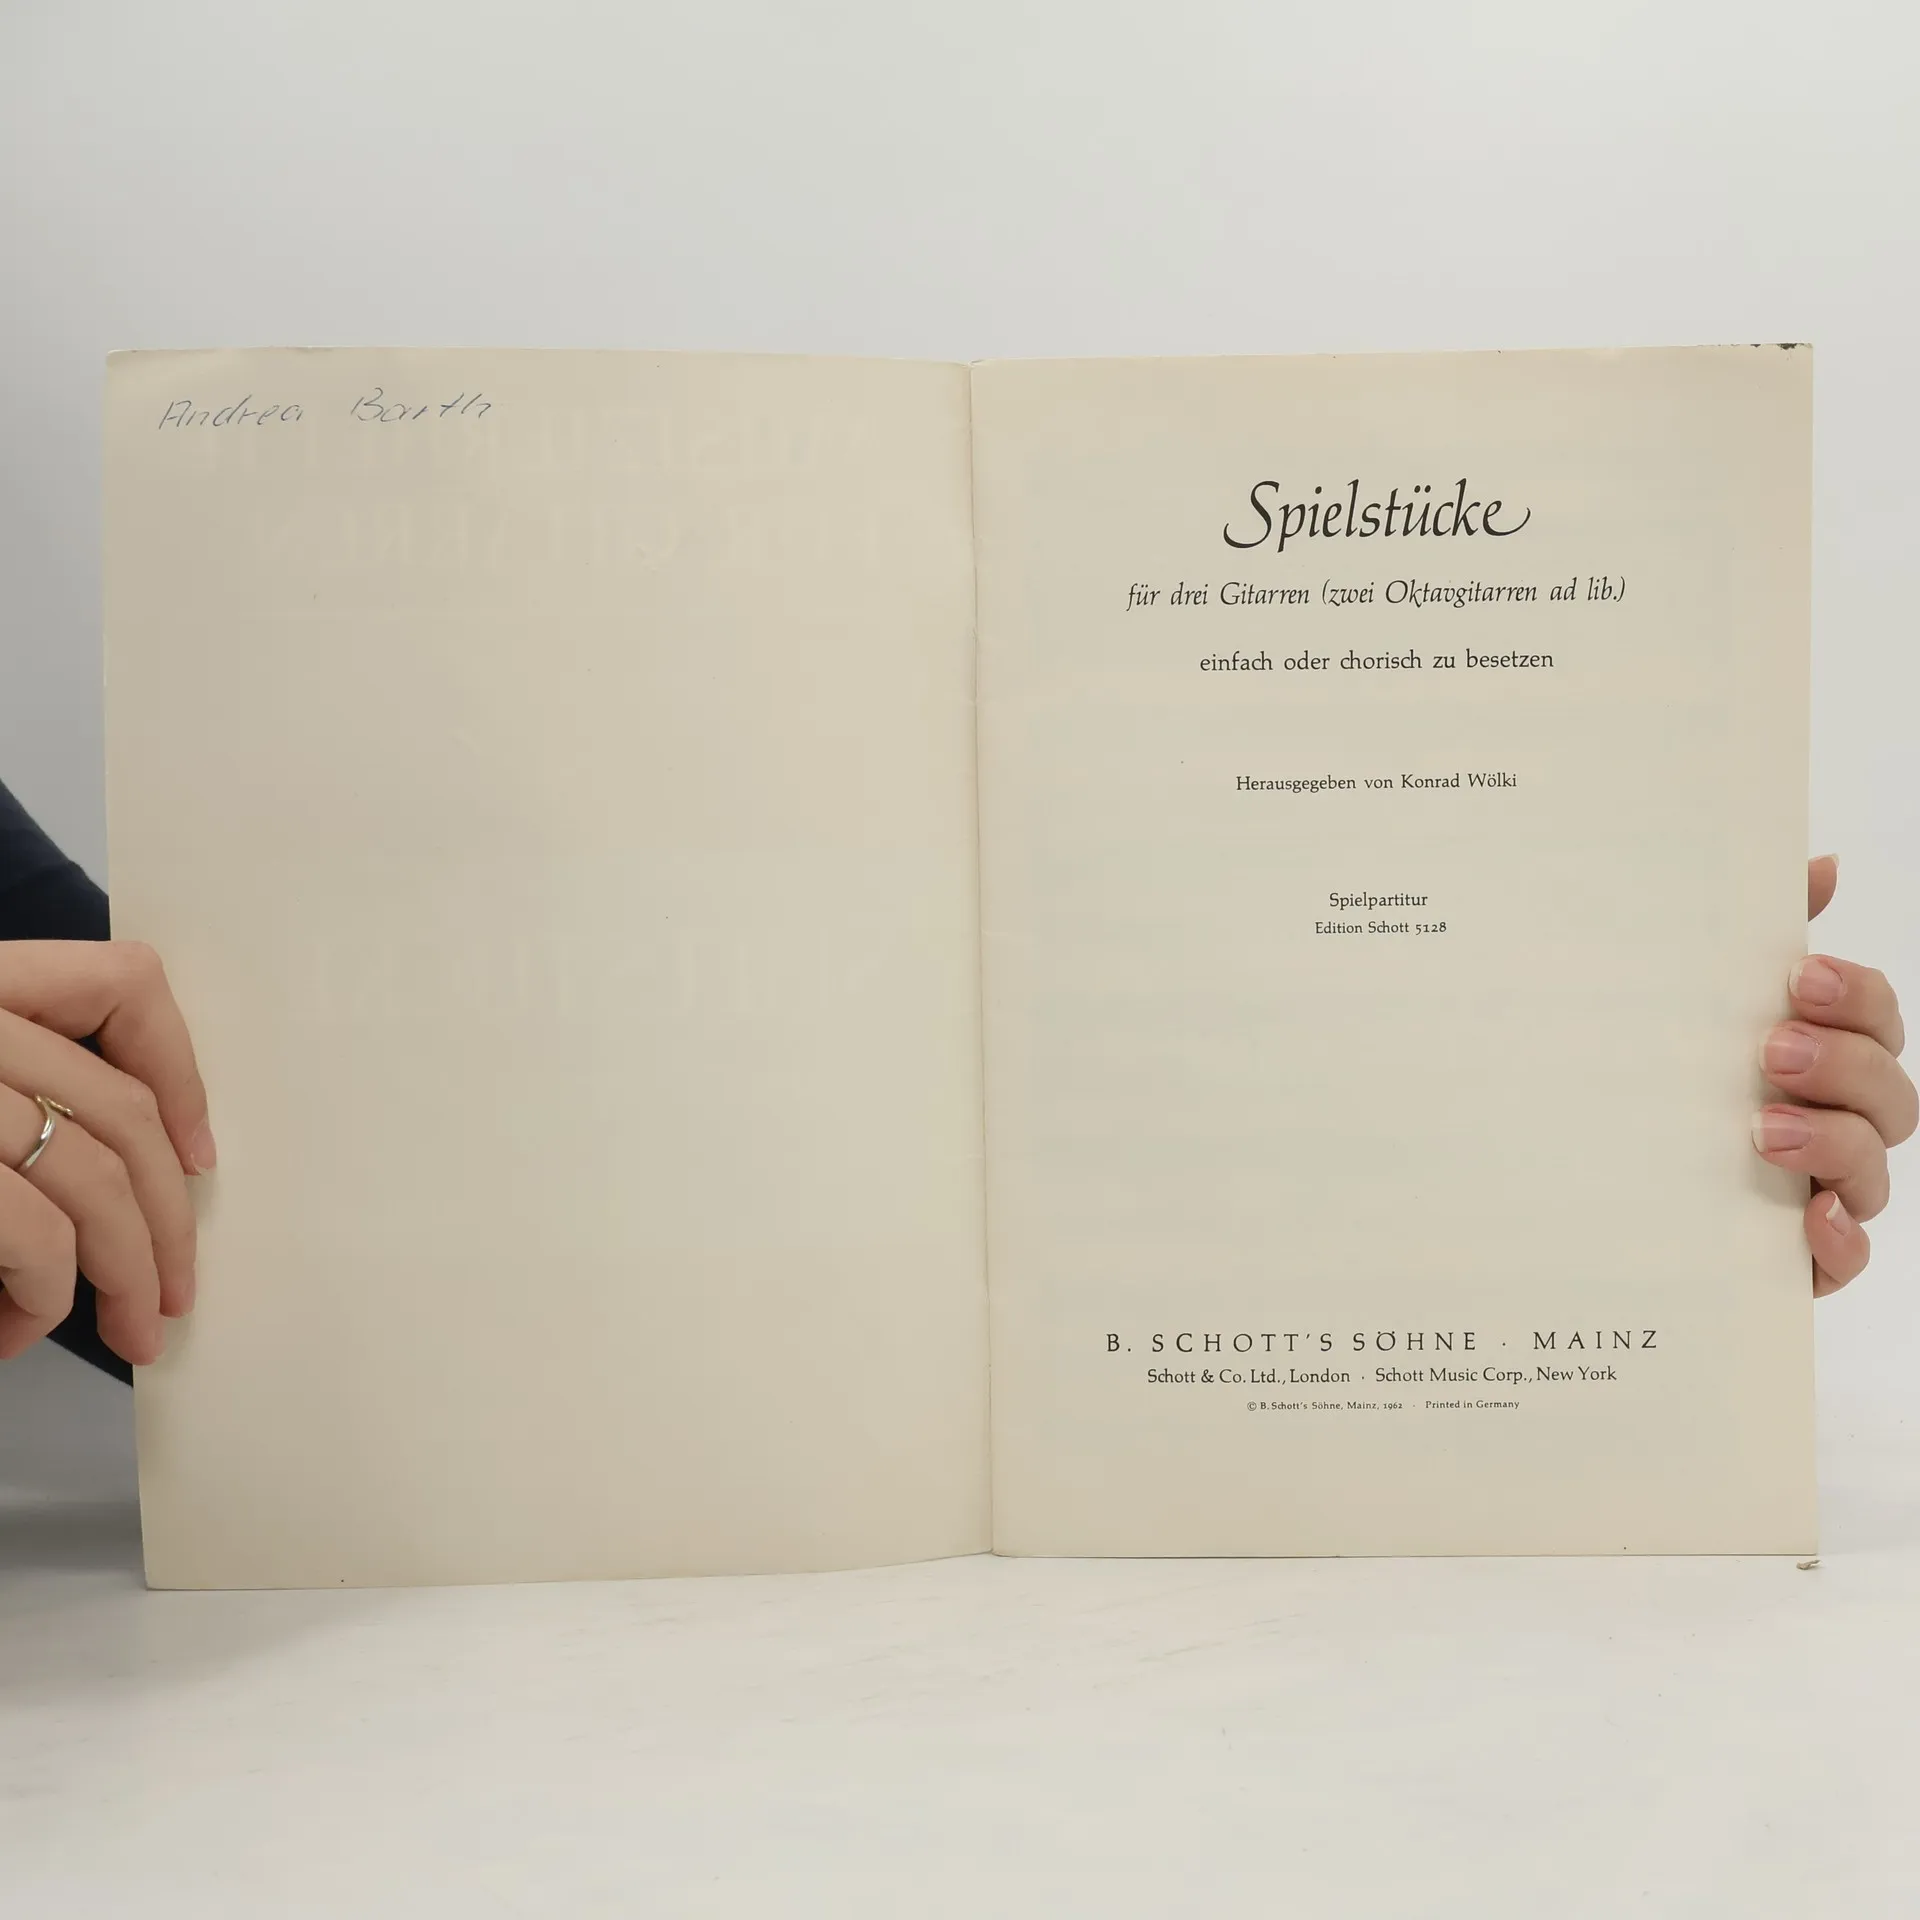 Andrea Barth
Spielstücke
für drei Gitarren (zwei Oktavgitarren ad lib.)
einfach oder chorisch zu besetzen
Herausgegeben von Konrad Wölki
Spielpartitur
Edition Schott 5128
B. SCHOTT'S SÖHNE · MAINZ
Schott & Co. Ltd., London · Schott Music Corp., New York
© B. Schott's Söhne, Mainz, 1962 · Printed in Germany